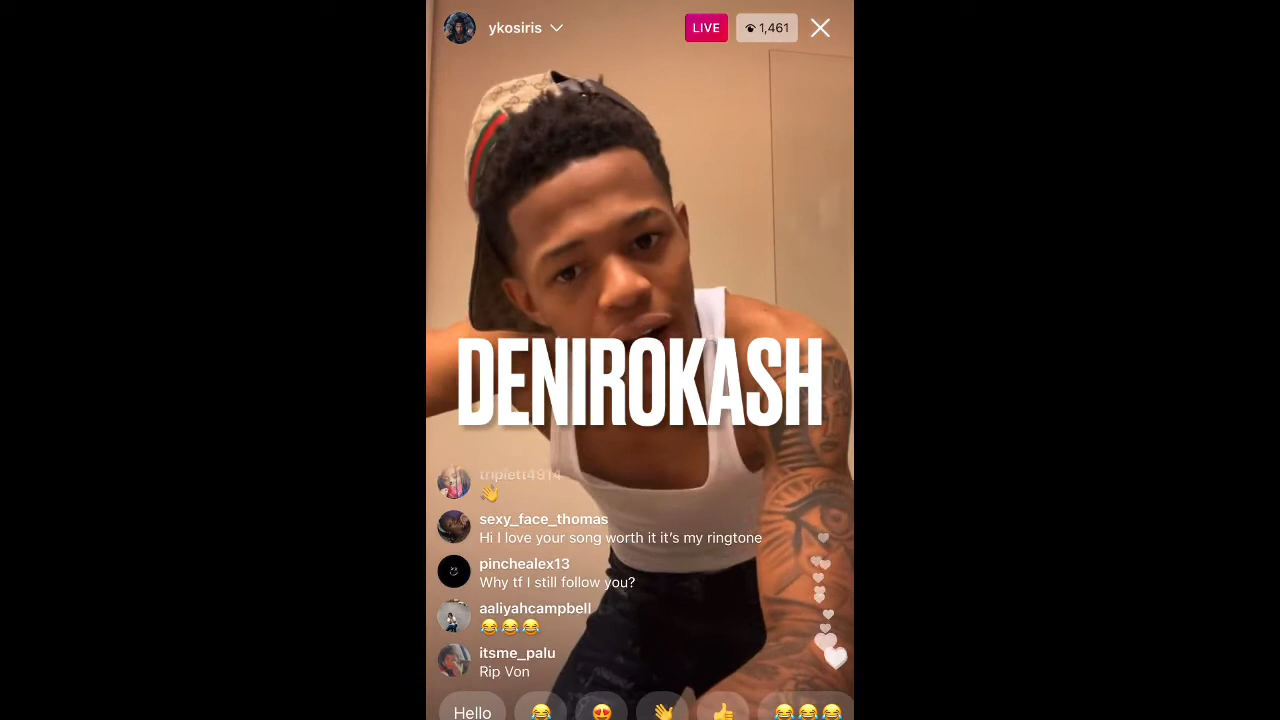 ykosiris
LIVE
1,461
DENIROKASH
triplett4914
👋
sexy_face_thomas
Hi I love your song worth it it's my ringtone
pinchealex13
Why tf I still follow you?
aaliyahcampbell
😂😂😂
itsme_palu
Rip Von
Hello
😂 😍 👋 👍 😂😂😂